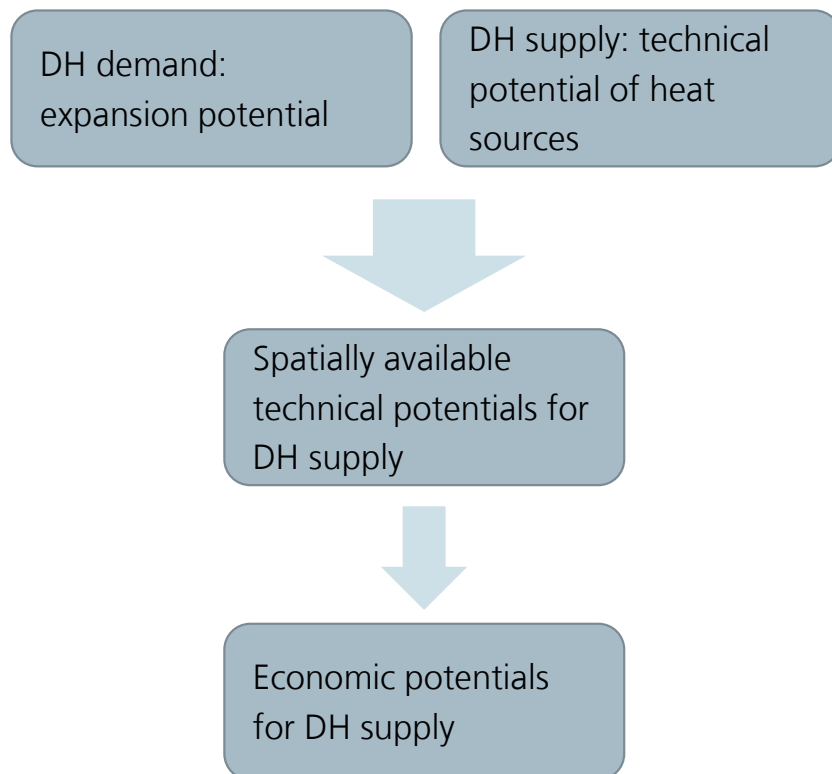 DH demand:
expansion potential
DH supply: technical
potential of heat
sources
Spatially available
technical potentials for
DH supply
Economic potentials
for DH supply